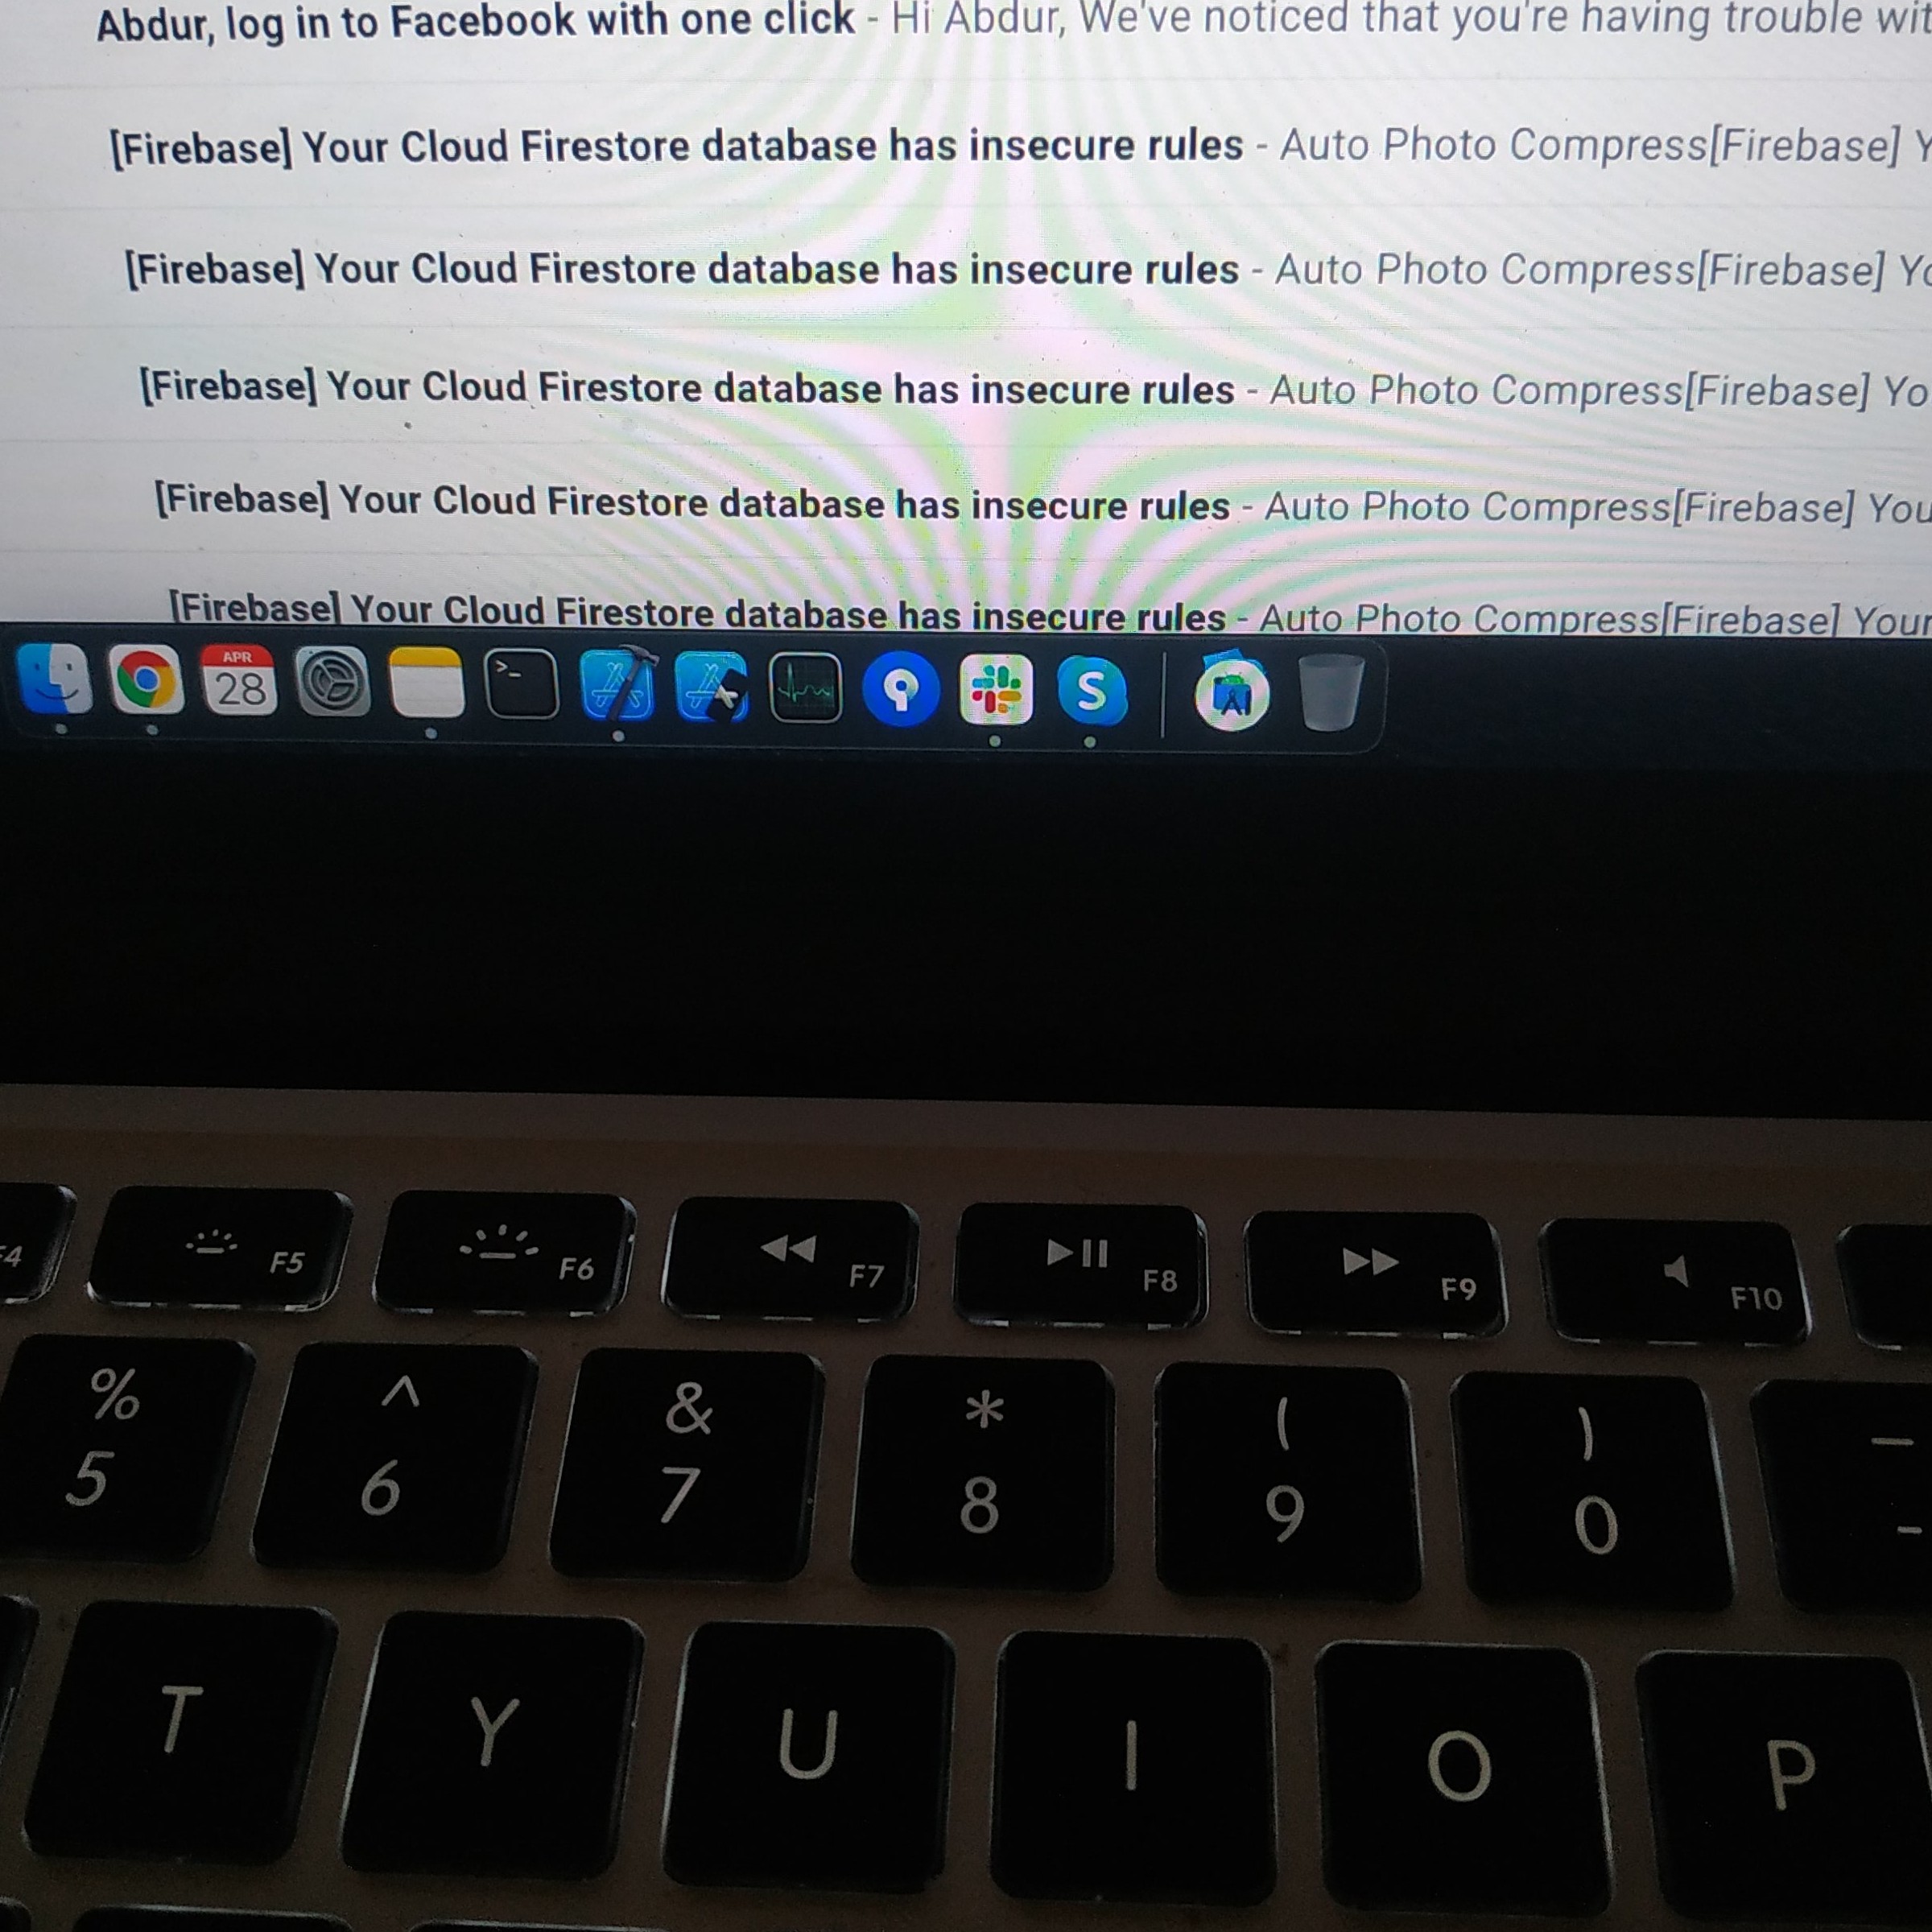 Abdur, log in to Facebook with one click - Hi Abdur, We've noticed that you're having trouble
[Firebase] Your Cloud Firestore database has insecure rules - Auto Photo Compress[Firebase] Y
[Firebase] Your Cloud Firestore database has insecure rules - Auto Photo Compress[Firebase] Yo
[Firebase] Your Cloud Firestore database has insecure rules - Auto Photo Compress[Firebase] Yo
[Firebase] Your Cloud Firestore database has insecure rules - Auto Photo Compress[Firebase] You
[Firebase] Your Cloud Firestore database has insecure rules - Auto Photo Compress[Firebase] Your
APR
28
>_
S
F4 F5 F6 F7 F8 F9 F10
% ^ & * ( ) —
5 6 7 8 9 0 -
T Y U I O P